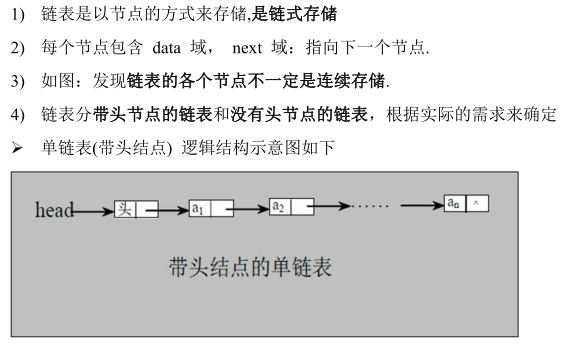 1) 链表是以节点的方式来存储,是链式存储
2) 每个节点包含 data 域， next 域：指向下一个节点.
3) 如图：发现链表的各个节点不一定是连续存储.
4) 链表分带头节点的链表和没有头节点的链表，根据实际的需求来确定
➢ 单链表(带头结点) 逻辑结构示意图如下
head 头 a1 a2 ······ an ^
带头结点的单链表